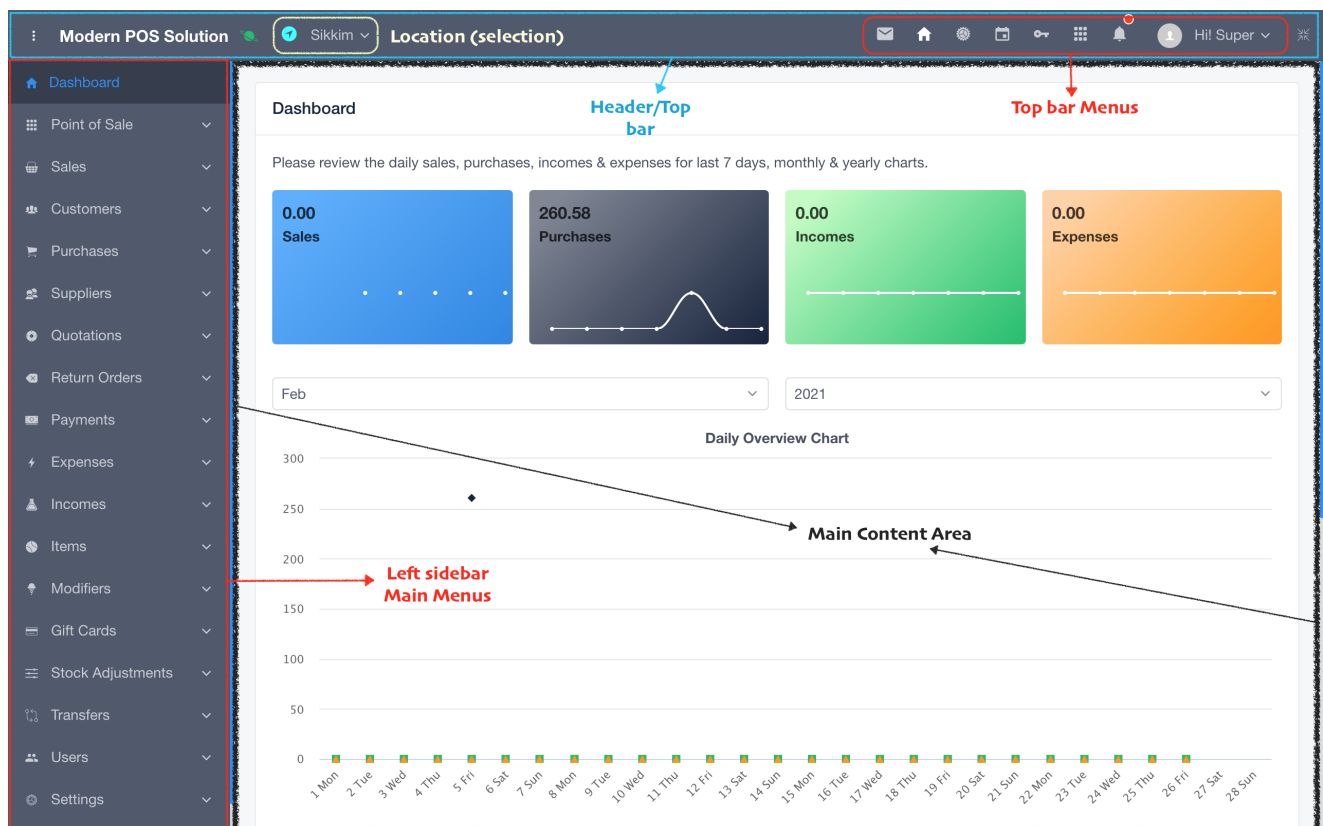 Modern POS Solution
Sikkim
Location (selection)
Hi! Super
Dashboard
Point of Sale
Sales
Customers
Purchases
Suppliers
Quotations
Return Orders
Payments
Expenses
Incomes
Items
Modifiers
Gift Cards
Stock Adjustments
Transfers
Users
Settings
Dashboard
Header/Top
bar
Top bar Menus
Please review the daily sales, purchases, incomes & expenses for last 7 days, monthly & yearly charts.
0.00
Sales
260.58
Purchases
0.00
Incomes
0.00
Expenses
Feb
2021
Daily Overview Chart
300
250
200
150
100
50
0
Main Content Area
Left sidebar
Main Menus
1 Mon
2 Tue
3 Wed
4 Thu
5 Fri
6 Sat
7 Sun
8 Mon
9 Tue
10 Wed
11 Thu
12 Fri
13 Sat
14 Sun
15 Mon
16 Tue
17 Wed
18 Thu
19 Fri
20 Sat
21 Sun
22 Mon
23 Tue
24 Wed
25 Thu
26 Fri
27 Sat
28 Sun